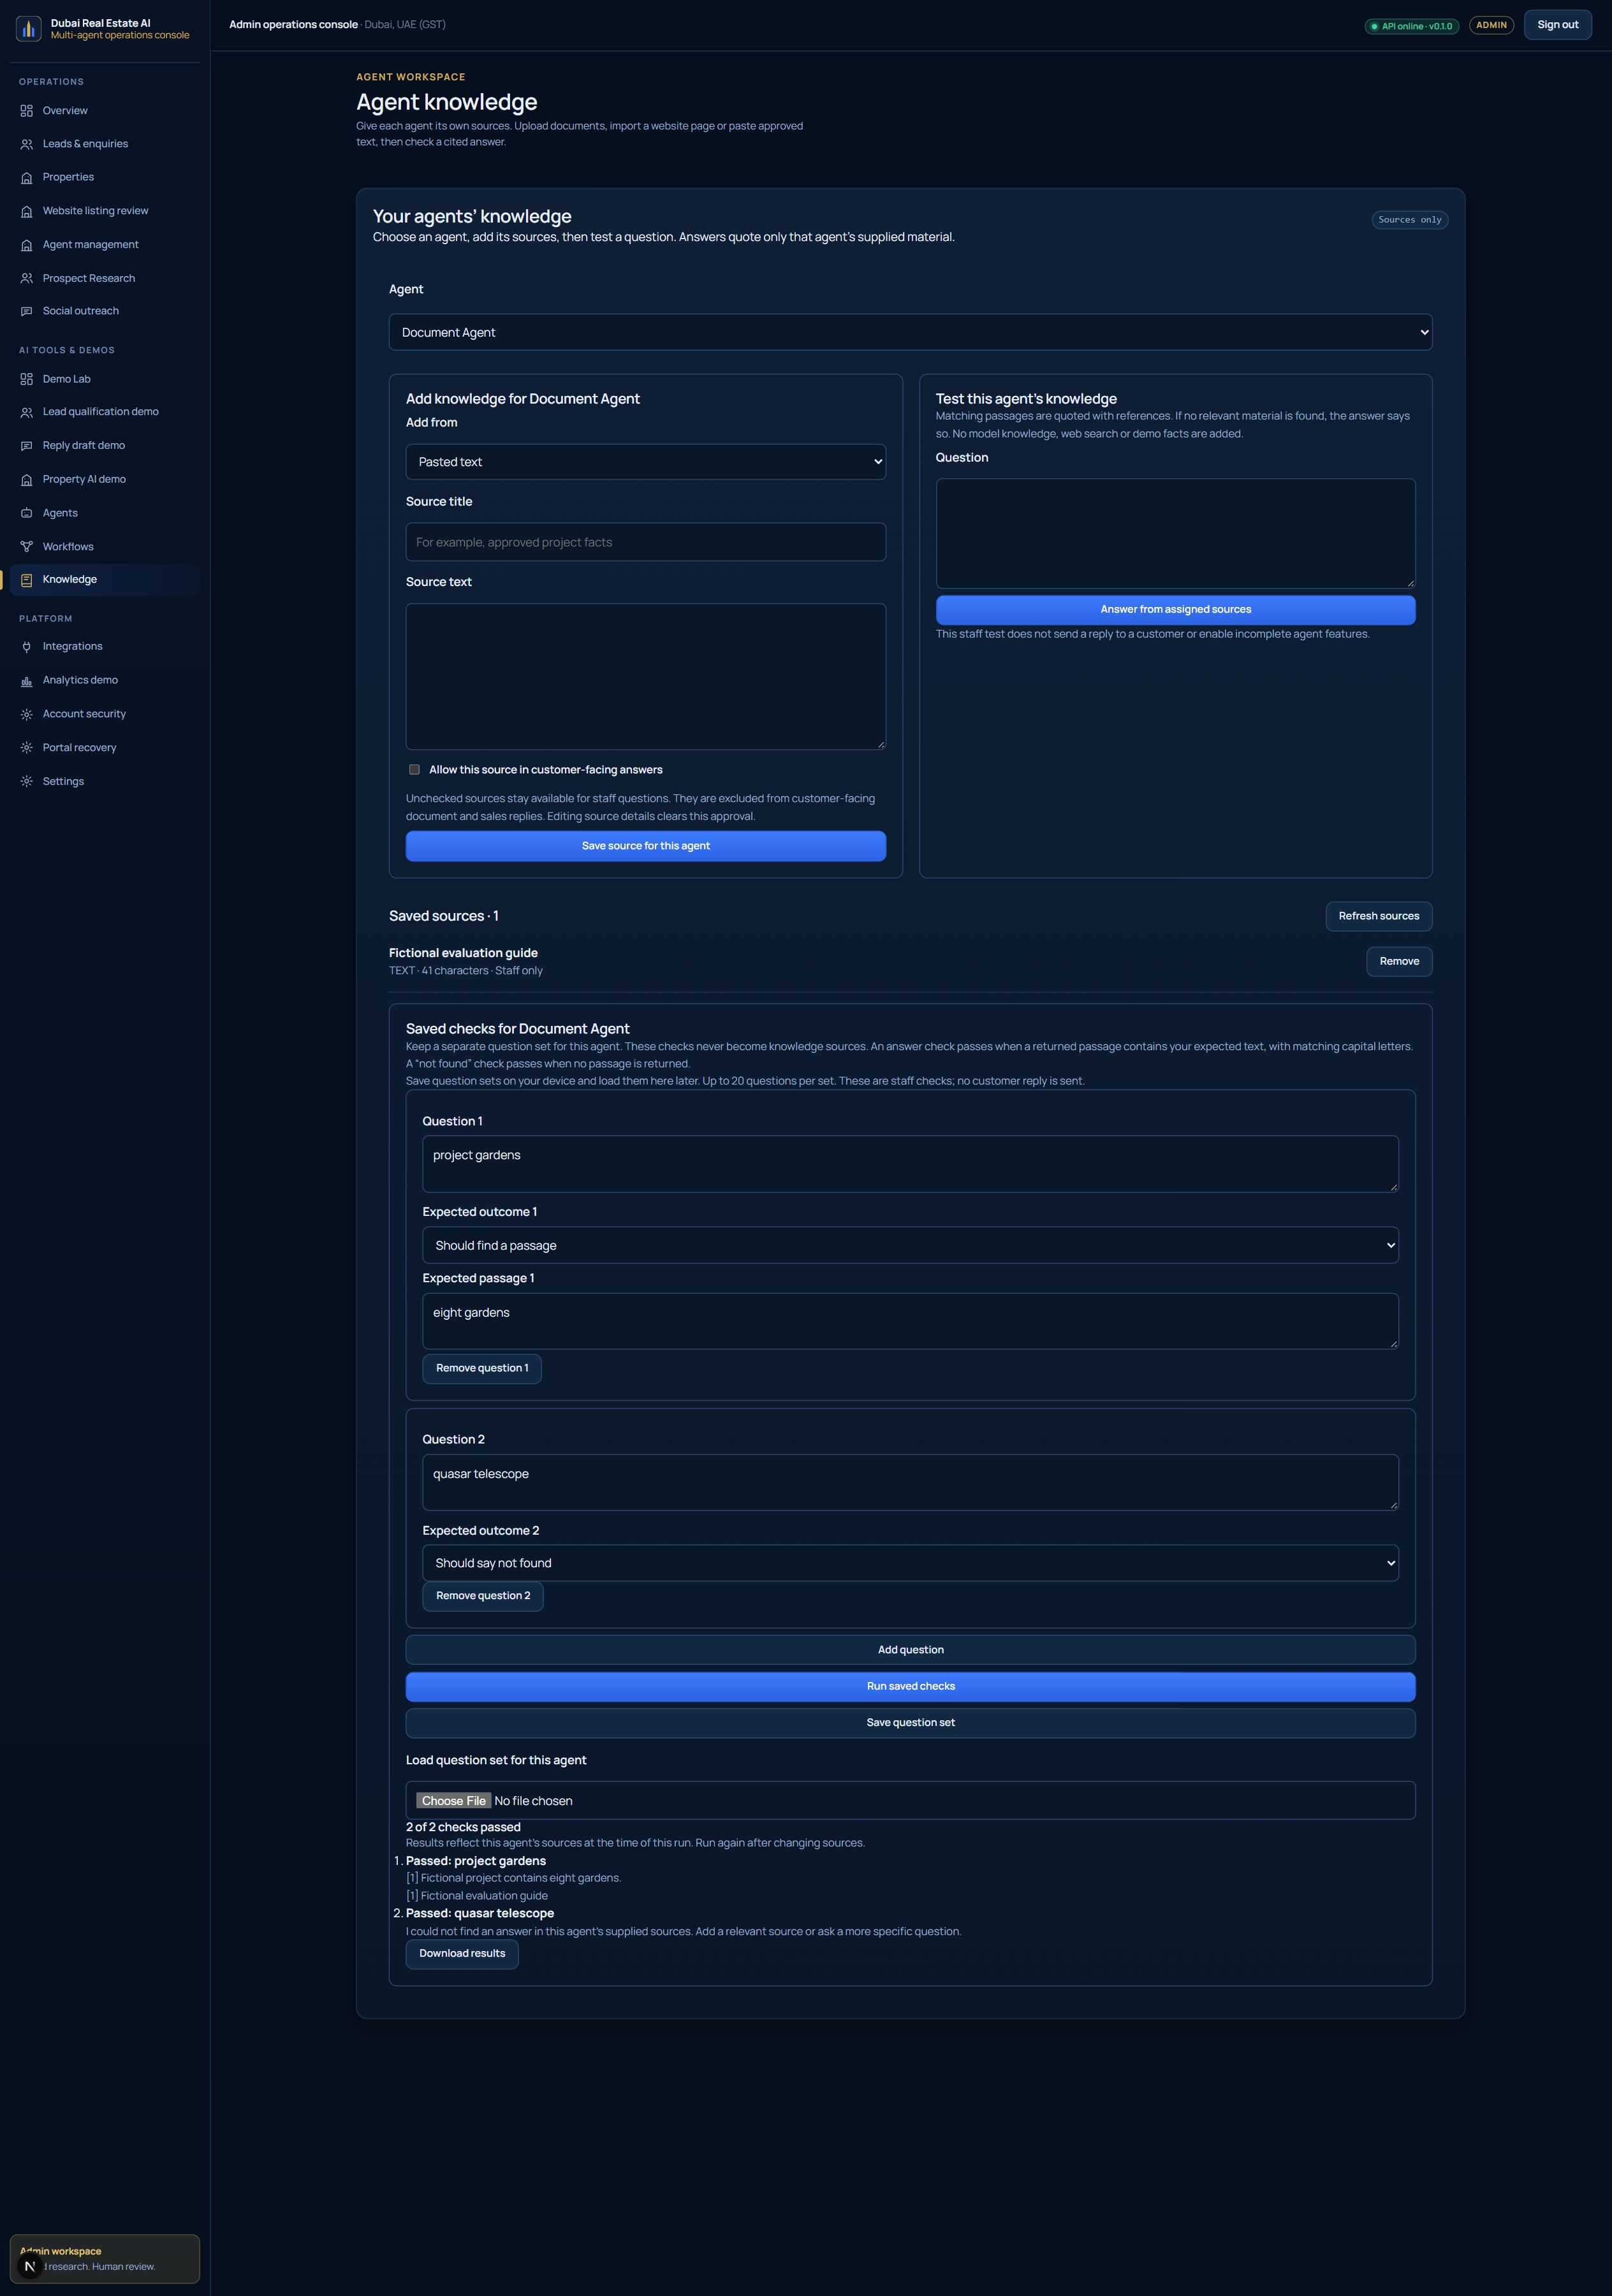 Dubai Real Estate AI
Multi-agent operations console
OPERATIONS
Overview
Leads & enquiries
Properties
Website listing review
Agent management
Prospect Research
Social outreach
AI TOOLS & DEMOS
Demo Lab
Lead qualification demo
Reply draft demo
Property AI demo
Agents
Workflows
Knowledge
PLATFORM
Integrations
Analytics demo
Account security
Portal recovery
Settings
Admin workspace
research. Human review.
N
Admin operations console · Dubai, UAE (GST)
API online · v0.1.0
ADMIN
Sign out
AGENT WORKSPACE
Agent knowledge
Give each agent its own sources. Upload documents, import a website page or paste approved
text, then check a cited answer.
Your agents’ knowledge
Choose an agent, add its sources, then test a question. Answers quote only that agent’s supplied material.
Sources only
Agent
Document Agent
Add knowledge for Document Agent
Add from
Pasted text
Source title
For example, approved project facts
Source text
Allow this source in customer-facing answers
Unchecked sources stay available for staff questions. They are excluded from customer-facing
document and sales replies. Editing source details clears this approval.
Save source for this agent
Test this agent’s knowledge
Matching passages are quoted with references. If no relevant material is found, the answer says
so. No model knowledge, web search or demo facts are added.
Question
Answer from assigned sources
This staff test does not send a reply to a customer or enable incomplete agent features.
Saved sources · 1
Refresh sources
Fictional evaluation guide
TEXT · 41 characters · Staff only
Remove
Saved checks for Document Agent
Keep a separate question set for this agent. These checks never become knowledge sources. An answer check passes when a returned passage contains your expected text, with matching capital letters.
A “not found” check passes when no passage is returned.
Save question sets on your device and load them here later. Up to 20 questions per set. These are staff checks; no customer reply is sent.
Question 1
project gardens
Expected outcome 1
Should find a passage
Expected passage 1
eight gardens
Remove question 1
Question 2
quasar telescope
Expected outcome 2
Should say not found
Remove question 2
Add question
Run saved checks
Save question set
Load question set for this agent
Choose File No file chosen
2 of 2 checks passed
Results reflect this agent’s sources at the time of this run. Run again after changing sources.
1. Passed: project gardens
[1] Fictional project contains eight gardens.
[1] Fictional evaluation guide
2. Passed: quasar telescope
I could not find an answer in this agent’s supplied sources. Add a relevant source or ask a more specific question.
Download results